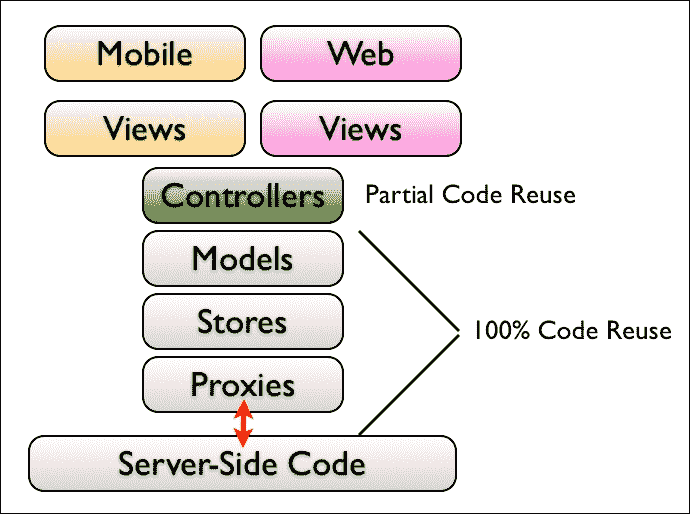 Mobile
Web
Views
Views
Controllers
Partial Code Reuse
Models
Stores
100% Code Reuse
Proxies
Server-Side Code